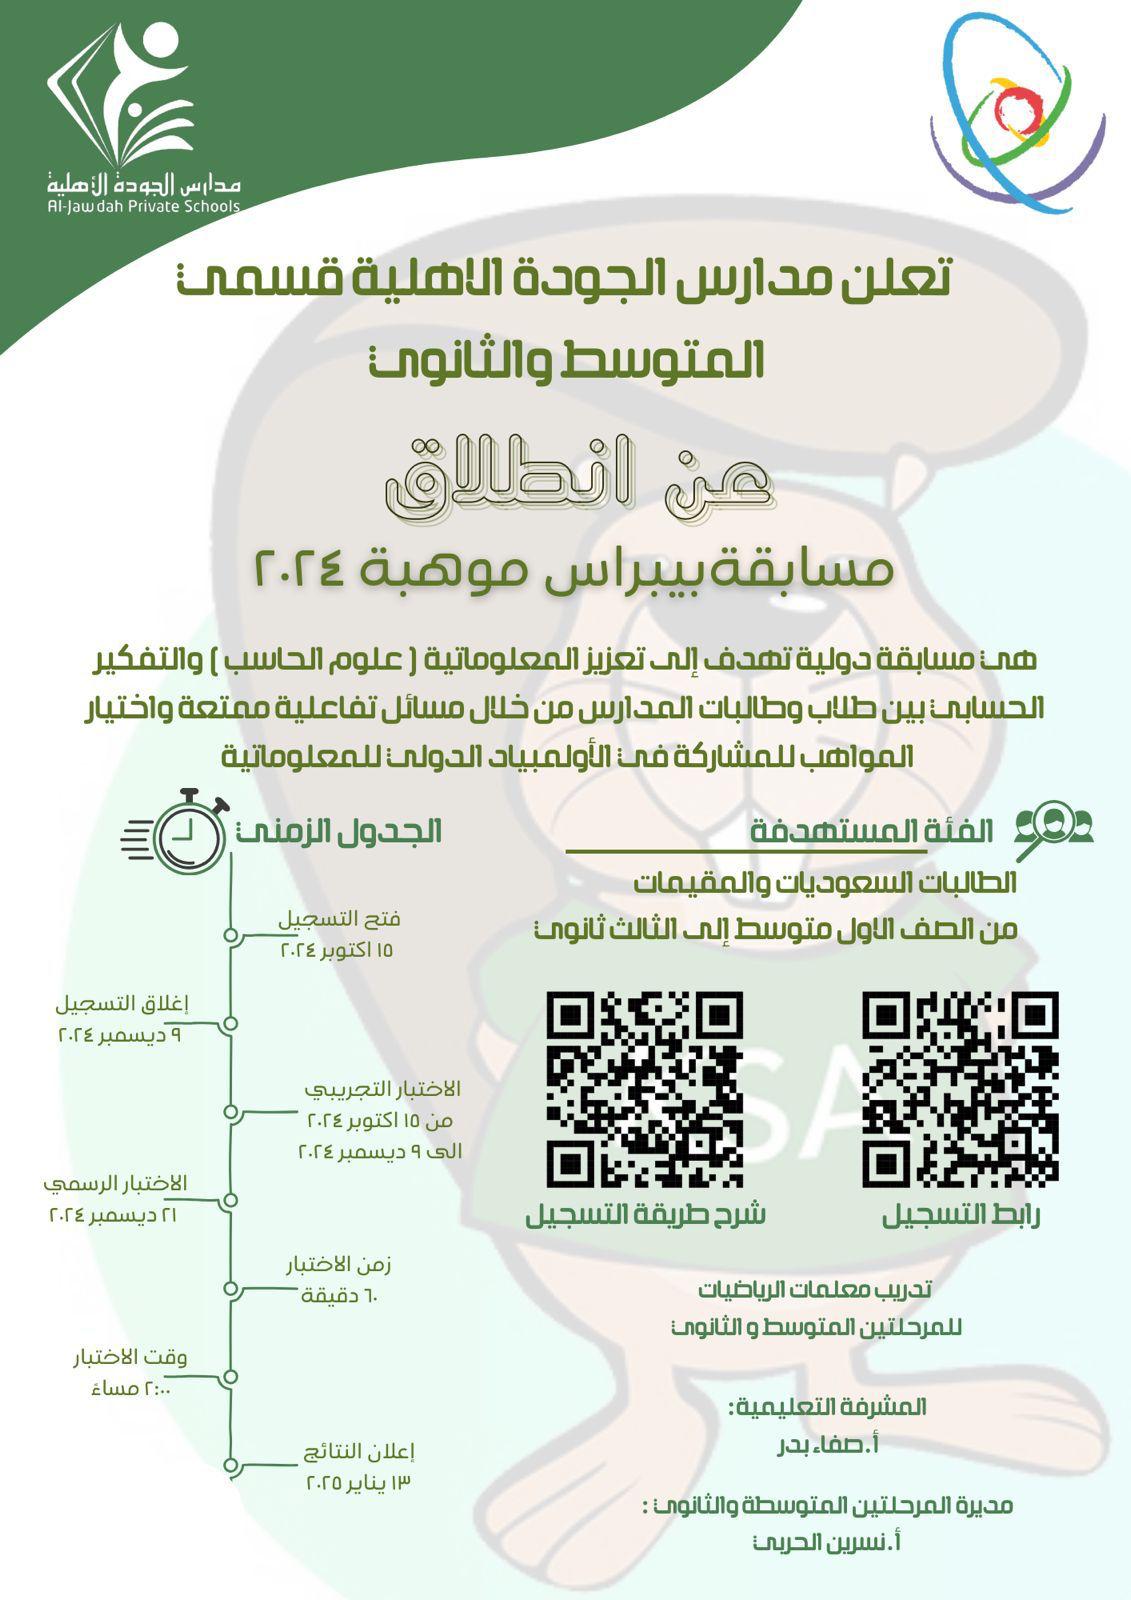 مدارس الجودة الأهلية
Al-Jawdah Private Schools
تعلن مدارس الجودة الاهلية قسمي
المتوسط والثانوي
عن انطلاق
مسابقة بيبراس موهبة ٢٠٢٤
هي مسابقة دولية تهدف إلى تعزيز المعلوماتية ( علوم الحاسب ) والتفكير
الحسابي بين طلاب وطالبات المدارس من خلال مسائل تفاعلية ممتعة واختيار
المواهب للمشاركة في الأولمبياد الدولي للمعلوماتية
الفئة المستهدفة
الطالبات السعوديات والمقيمات
من الصف الاول متوسط إلى الثالث ثانوي
رابط التسجيل
شرح طريقة التسجيل
SA
تدريب معلمات الرياضيات
للمرحلتين المتوسط و الثانوي
المشرفة التعليمية:
أ.صفاء بدر
مديرة المرحلتين المتوسطة والثانوي :
أ.نسرين الحربي
الجدول الزمني
فتح التسجيل
١٥ اكتوبر ٢٠٢٤
إغلاق التسجيل
٩ ديسمبر ٢٠٢٤
الاختبار التجريبي
من ١٥ اكتوبر ٢٠٢٤
الى ٩ ديسمبر ٢٠٢٤
الاختبار الرسمي
٢١ ديسمبر ٢٠٢٤
زمن الاختبار
٦٠ دقيقة
وقت الاختبار
٢:٠٠ مساءً
إعلان النتائج
١٣ يناير ٢٠٢٥